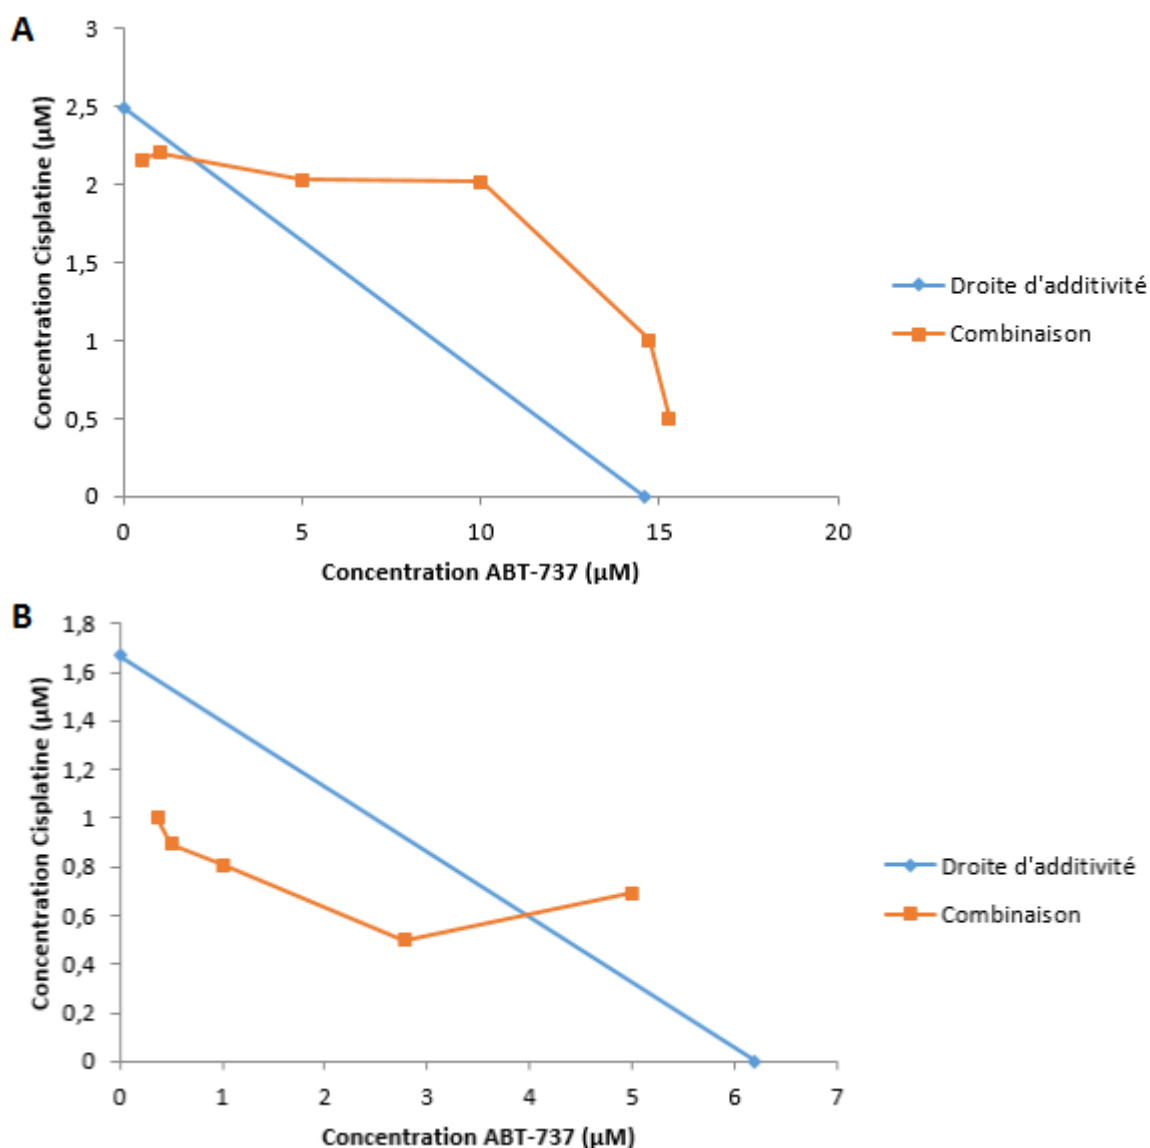 A
Concentration Cisplatine (µM)
3
2,5
2
1,5
1
0,5
0
0 5 10 15 20
Concentration ABT-737 (µM)
Droite d'additivité
Combinaison
B
Concentration Cisplatine (µM)
1,8
1,6
1,4
1,2
1
0,8
0,6
0,4
0,2
0
0 1 2 3 4 5 6 7
Concentration ABT-737 (µM)
Droite d'additivité
Combinaison